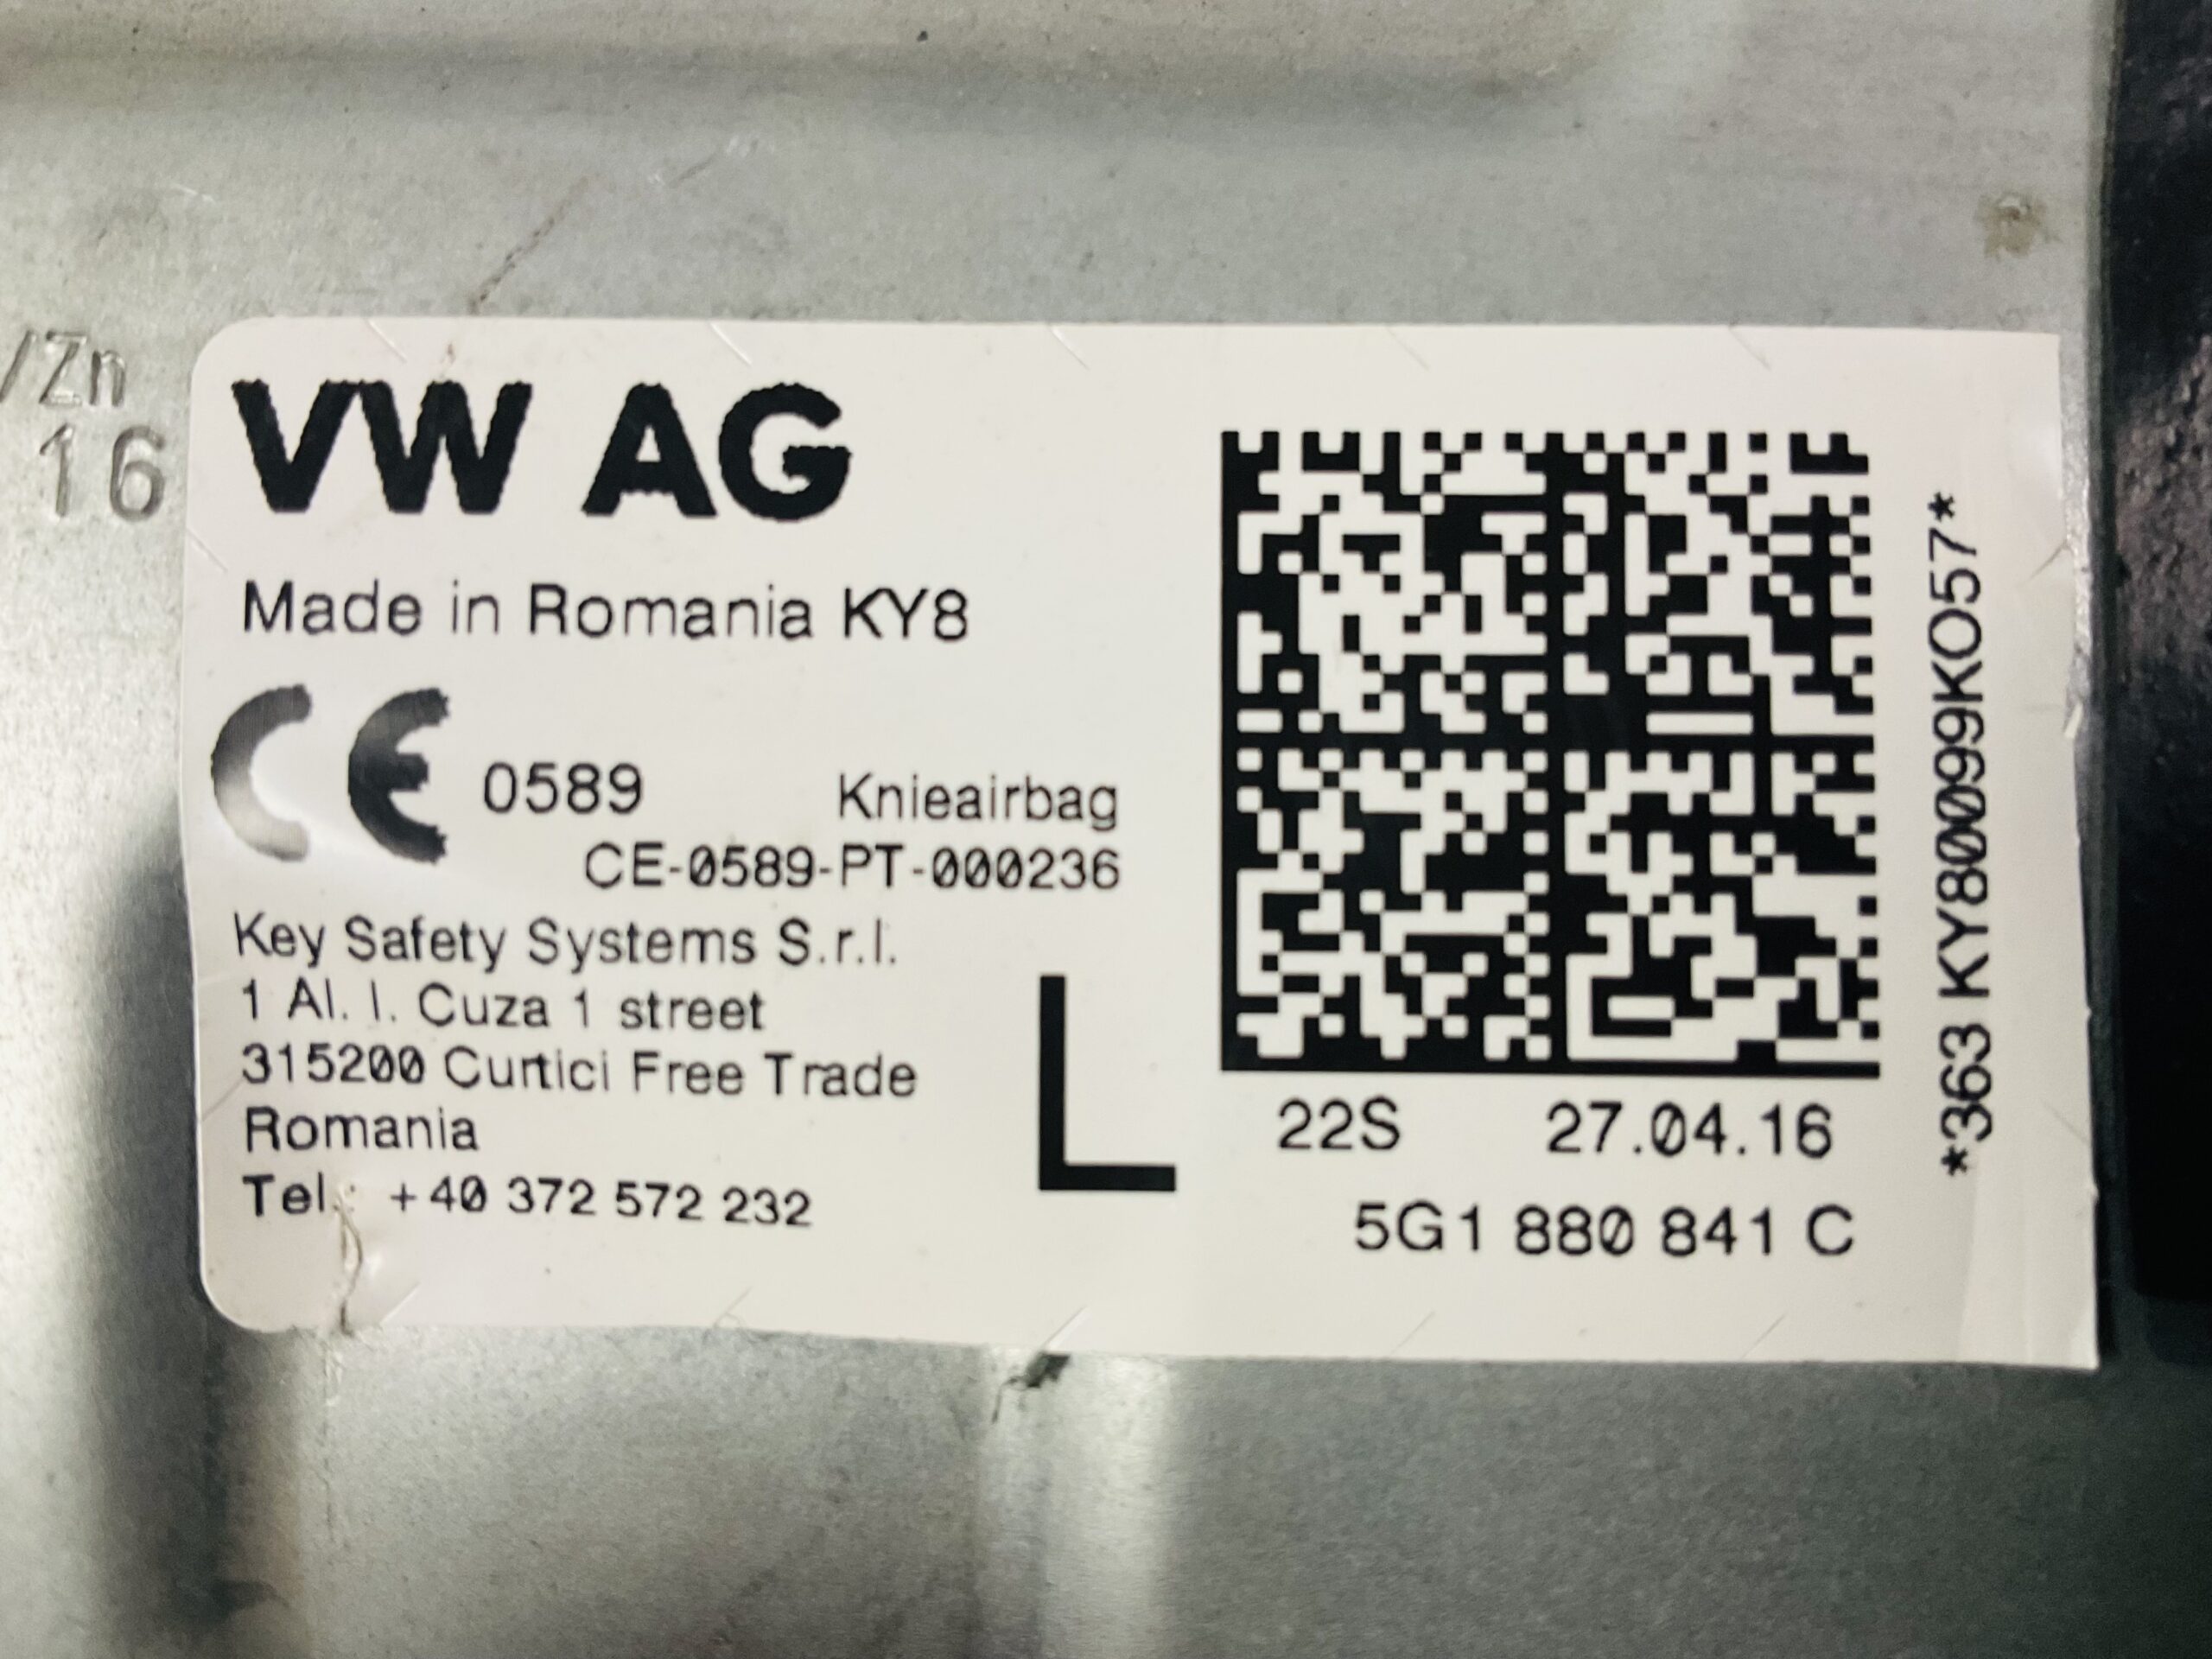 /Zn
16
VW AG
Made in Romania KY8
CE 0589 Knieairbag
CE-0589-PT-000236
Key Safety Systems S.r.l.
1 Al. I. Cuza 1 street
315200 Curtici Free Trade
Romania
Tel.: +40 372 572 232
L
22S 27.04.16
5G1 880 841 C
*363 KY80099KO57*